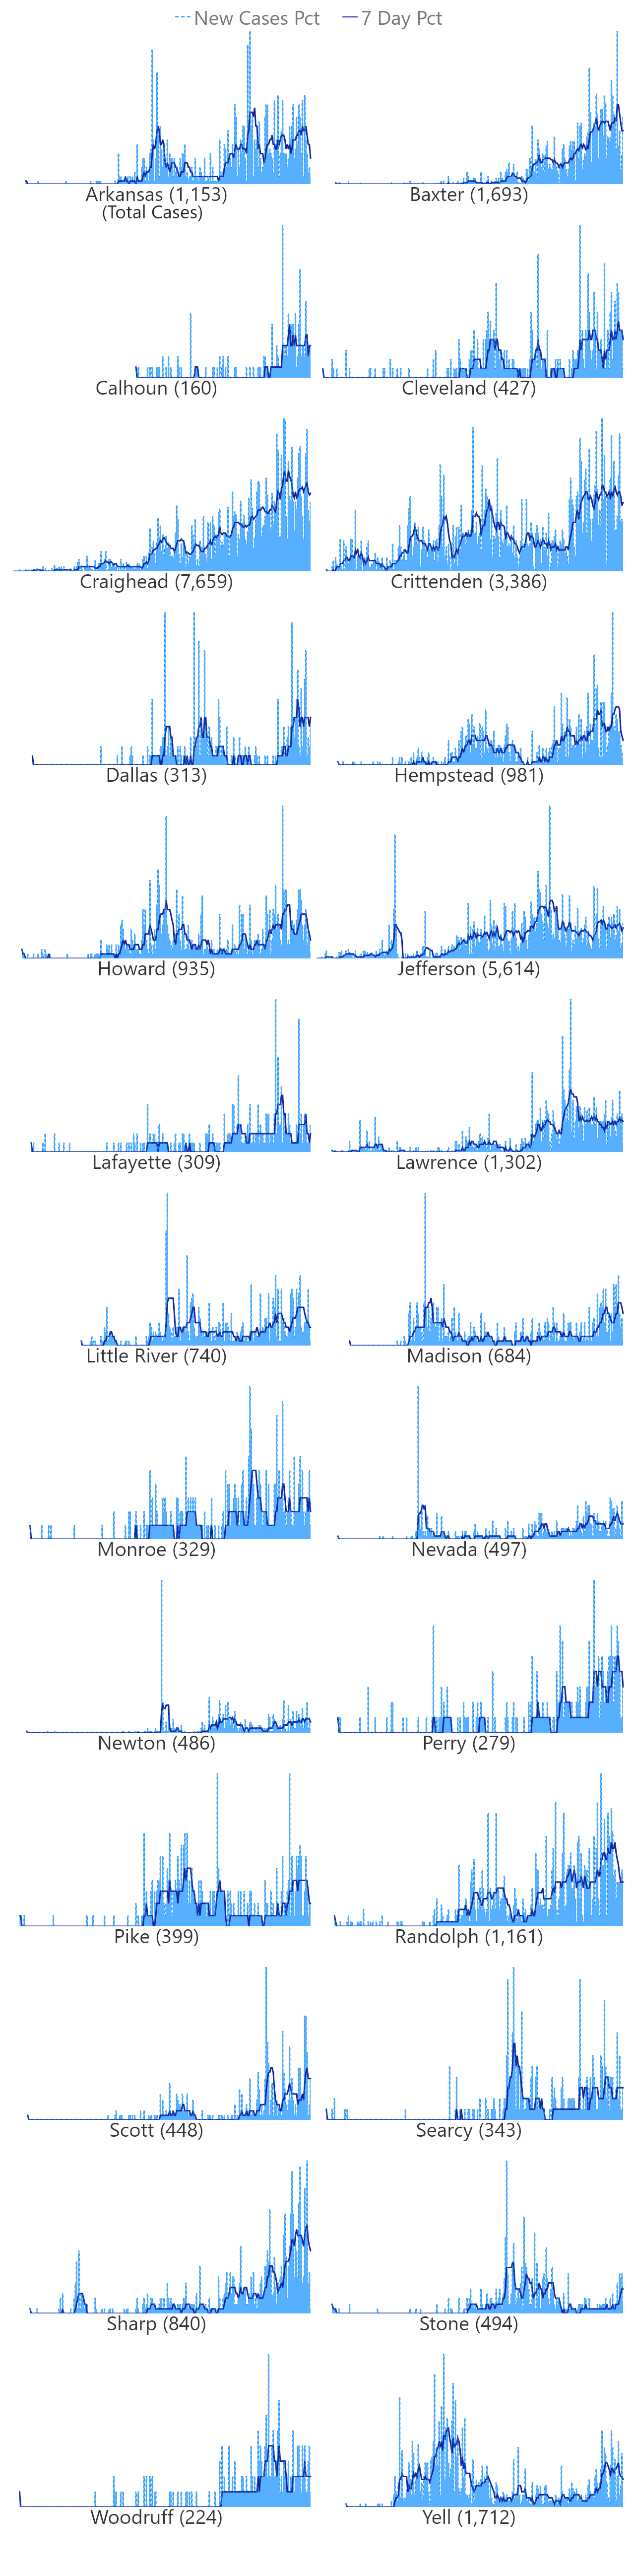 New Cases Pct 7 Day Pct
Arkansas (1,153) Baxter (1,693)
(Total Cases)
Calhoun (160) Cleveland (427)
Craighead (7,659) Crittenden (3,386)
Dallas (313) Hempstead (981)
Howard (935) Jefferson (5,614)
Lafayette (309) Lawrence (1,302)
Little River (740) Madison (684)
Monroe (329) Nevada (497)
Newton (486) Perry (279)
Pike (399) Randolph (1,161)
Scott (448) Searcy (343)
Sharp (840) Stone (494)
Woodruff (224) Yell (1,712)